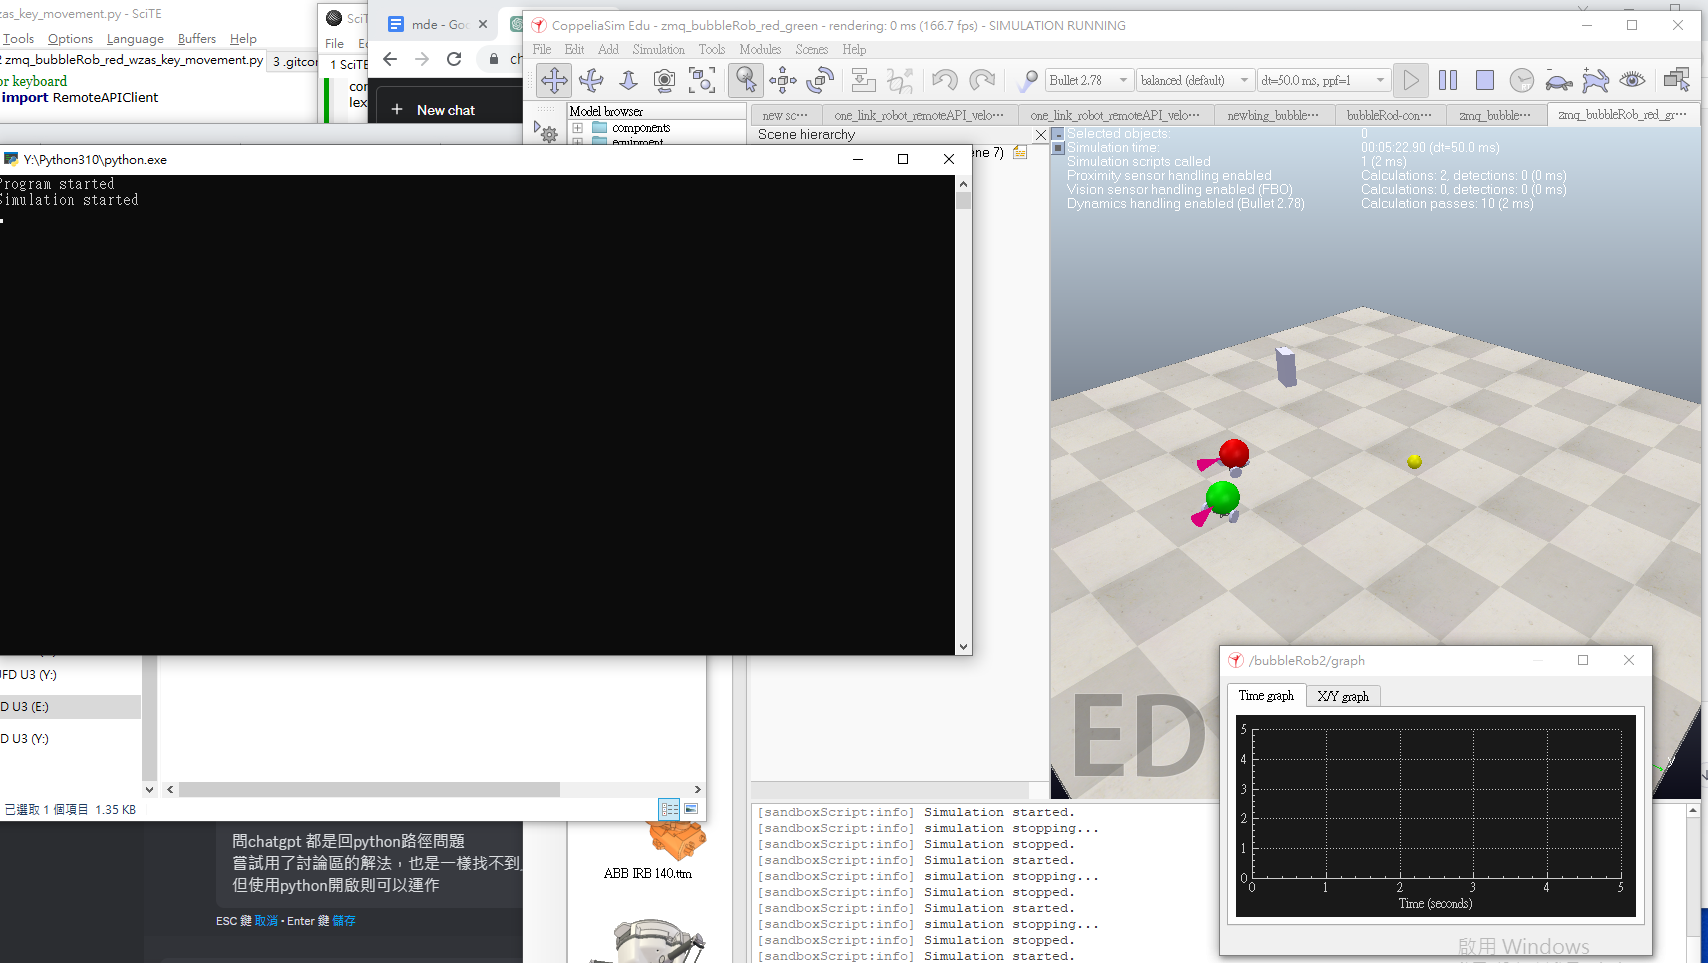 zas_key_movement.py - SciTE
Tools Options Language Buffers Help
2 zmq_bubbleRob_red_wzas_key_movement.py
3 .gitcon
or keyboard
import RemoteAPIClient
SciT
File
1 SciTE
con
lex
mde - Goo
ch
New chat
CoppeliaSim Edu - zmq_bubbleRob_red_green - rendering: 0 ms (166.7 fps) - SIMULATION RUNNING
File Edit Add Simulation Tools Modules Scenes Help
Bullet 2.78
balanced (default)
dt=50.0 ms, ppf=1
Model browser
components
equipment
new sc···
one_link_robot_remoteAPI_velo···
one_link_robot_remoteAPI_velo···
newbing_bubble···
bubbleRod-con···
zmq_bubble···
zmq_bubbleRob_red_gr···
Scene hierarchy
ene 7)
Selected objects: 0
Simulation time: 00:05:22.90 (dt=50.0 ms)
Simulation scripts called 1 (2 ms)
Proximity sensor handling enabled Calculations: 2, detections: 0 (0 ms)
Vision sensor handling enabled (FBO) Calculations: 0, detections: 0 (0 ms)
Dynamics handling enabled (Bullet 2.78) Calculation passes: 10 (2 ms)
Y:\Python310\python.exe
Program started
Simulation started
ED
y
/bubbleRob2/graph
Time graph
X/Y graph
5
4
3
2
1
0
0 1 2 3 4 5
Time (seconds)
啟用 Windows
IFD U3 (Y:)
D U3 (E:)
D U3 (Y:)
已選取 1 個項目 1.35 KB
問chatgpt 都是回python路徑問題
嘗試用了討論區的解法，也是一樣找不到
但使用python開啟則可以運作
ESC 鍵 取消 • Enter 鍵 儲存
ABB IRB 140.ttm
[sandboxScript:info] Simulation started.
[sandboxScript:info] simulation stopping...
[sandboxScript:info] Simulation stopped.
[sandboxScript:info] Simulation started.
[sandboxScript:info] simulation stopping...
[sandboxScript:info] Simulation stopped.
[sandboxScript:info] Simulation started.
[sandboxScript:info] simulation stopping...
[sandboxScript:info] Simulation stopped.
[sandboxScript:info] Simulation started.